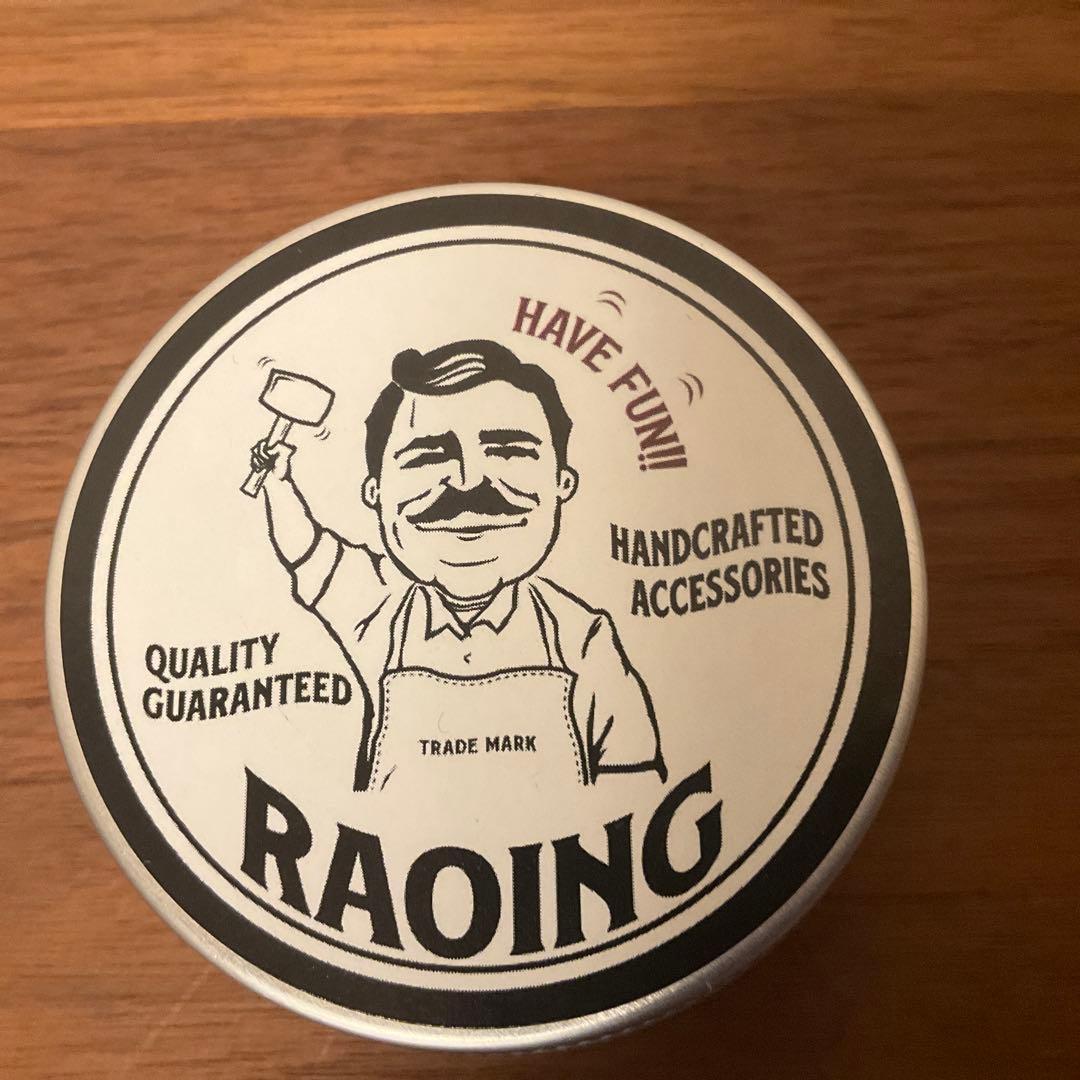 HAVE FUN!!
HANDCRAFTED
ACCESSORIES
QUALITY
GUARANTEED
TRADE MARK
RAOING